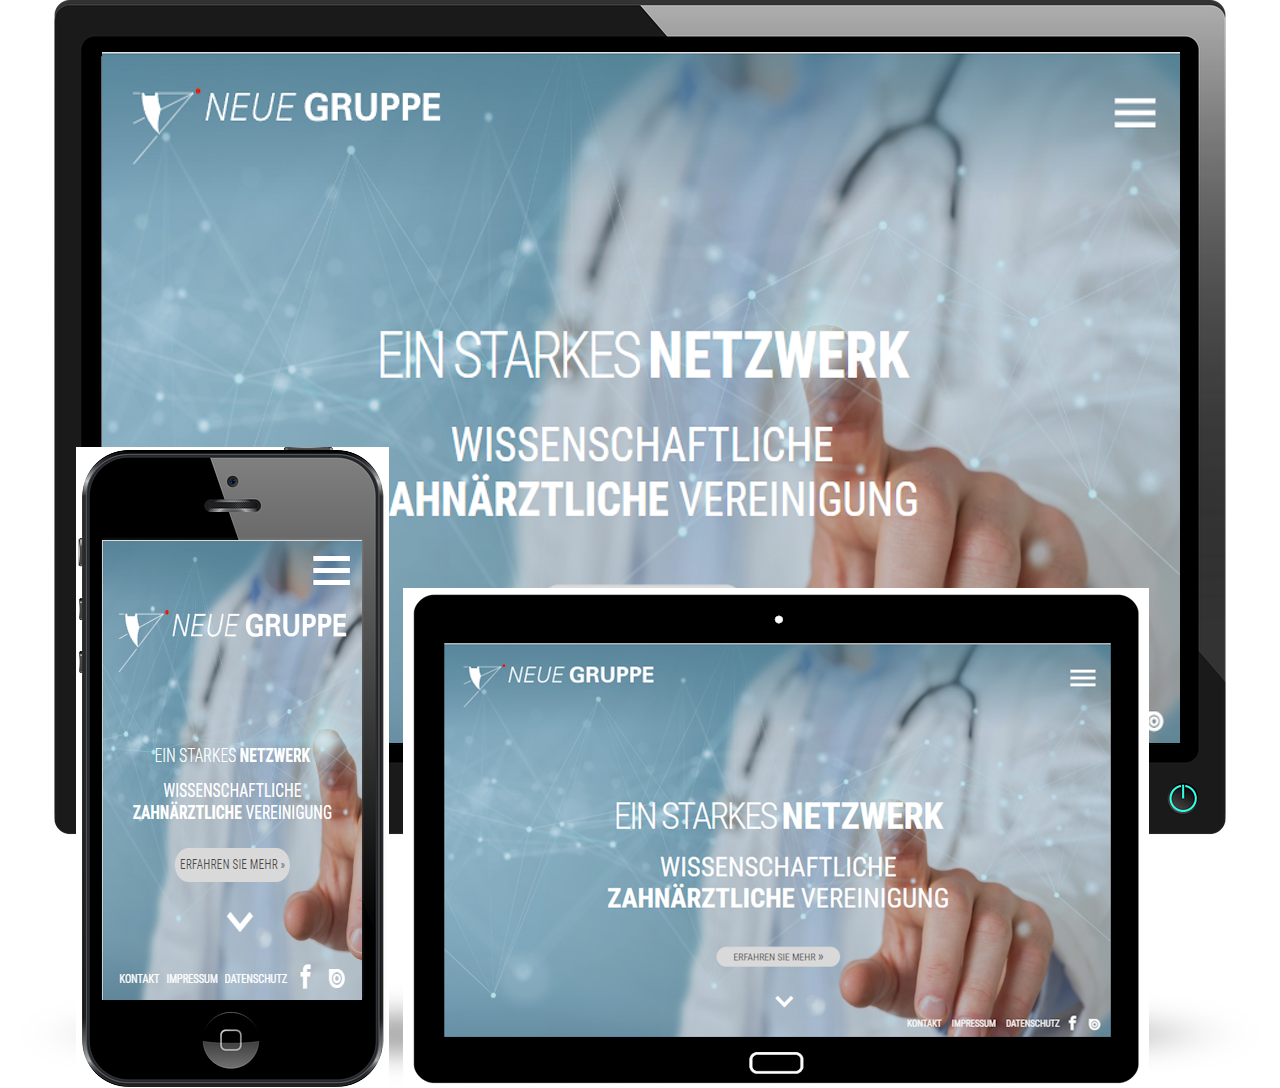 NEUE GRUPPE
EIN STARKES NETZWERK
WISSENSCHAFTLICHE
AHNÄRZTLICHE VEREINIGUNG
NEUE GRUPPE
EIN STARKES NETZWERK
WISSENSCHAFTLICHE
ZAHNÄRZTLICHE VEREINIGUNG
ERFAHREN SIE MEHR »
KONTAKT IMPRESSUM DATENSCHUTZ
NEUE GRUPPE
EIN STARKES NETZWERK
WISSENSCHAFTLICHE
ZAHNÄRZTLICHE VEREINIGUNG
ERFAHREN SIE MEHR »
KONTAKT IMPRESSUM DATENSCHUTZ